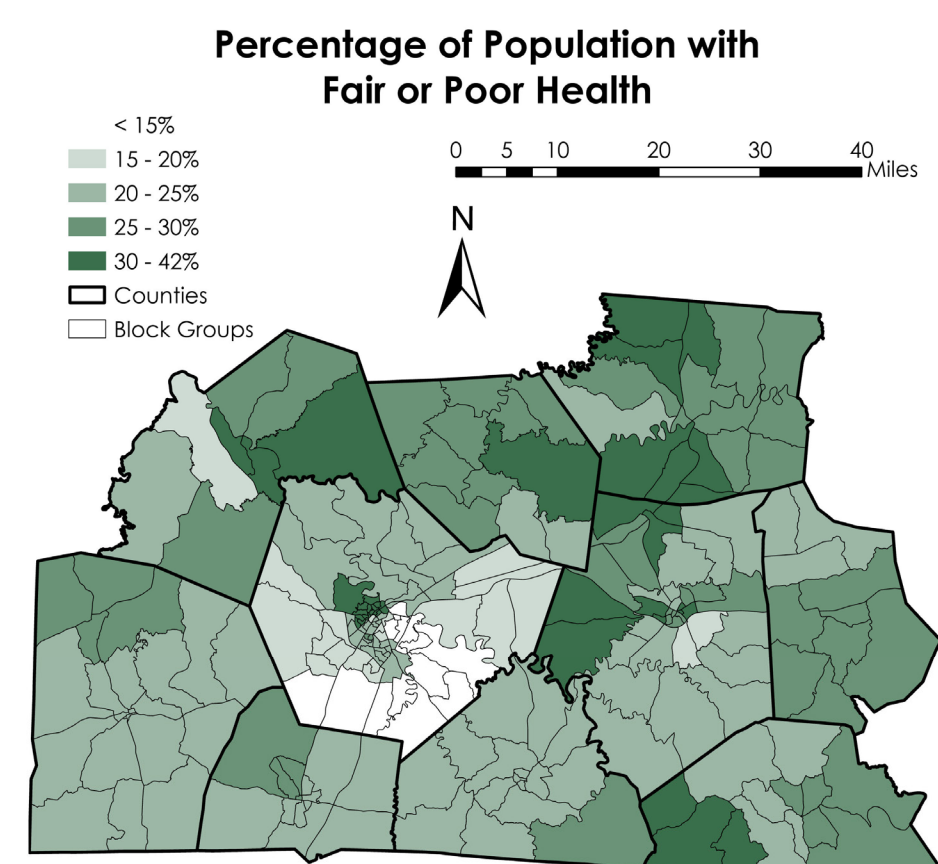 Percentage of Population with
Fair or Poor Health
< 15%
15 - 20%
20 - 25%
25 - 30%
30 - 42%
Counties
Block Groups
0 5 10 20 30 40
Miles
N